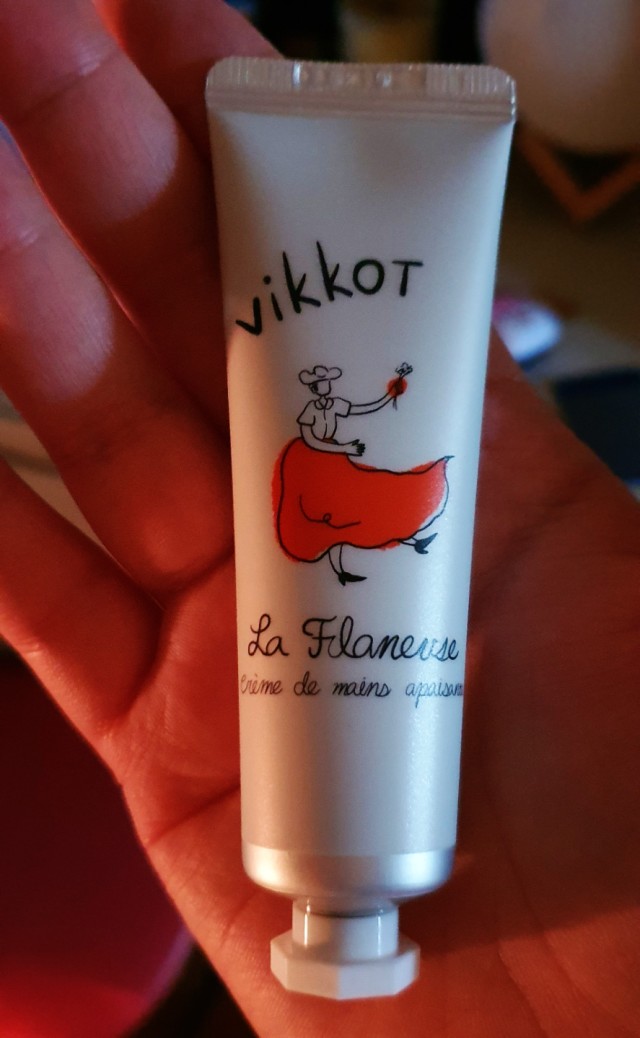 vikkoT
La Flaneuse
crème de mains